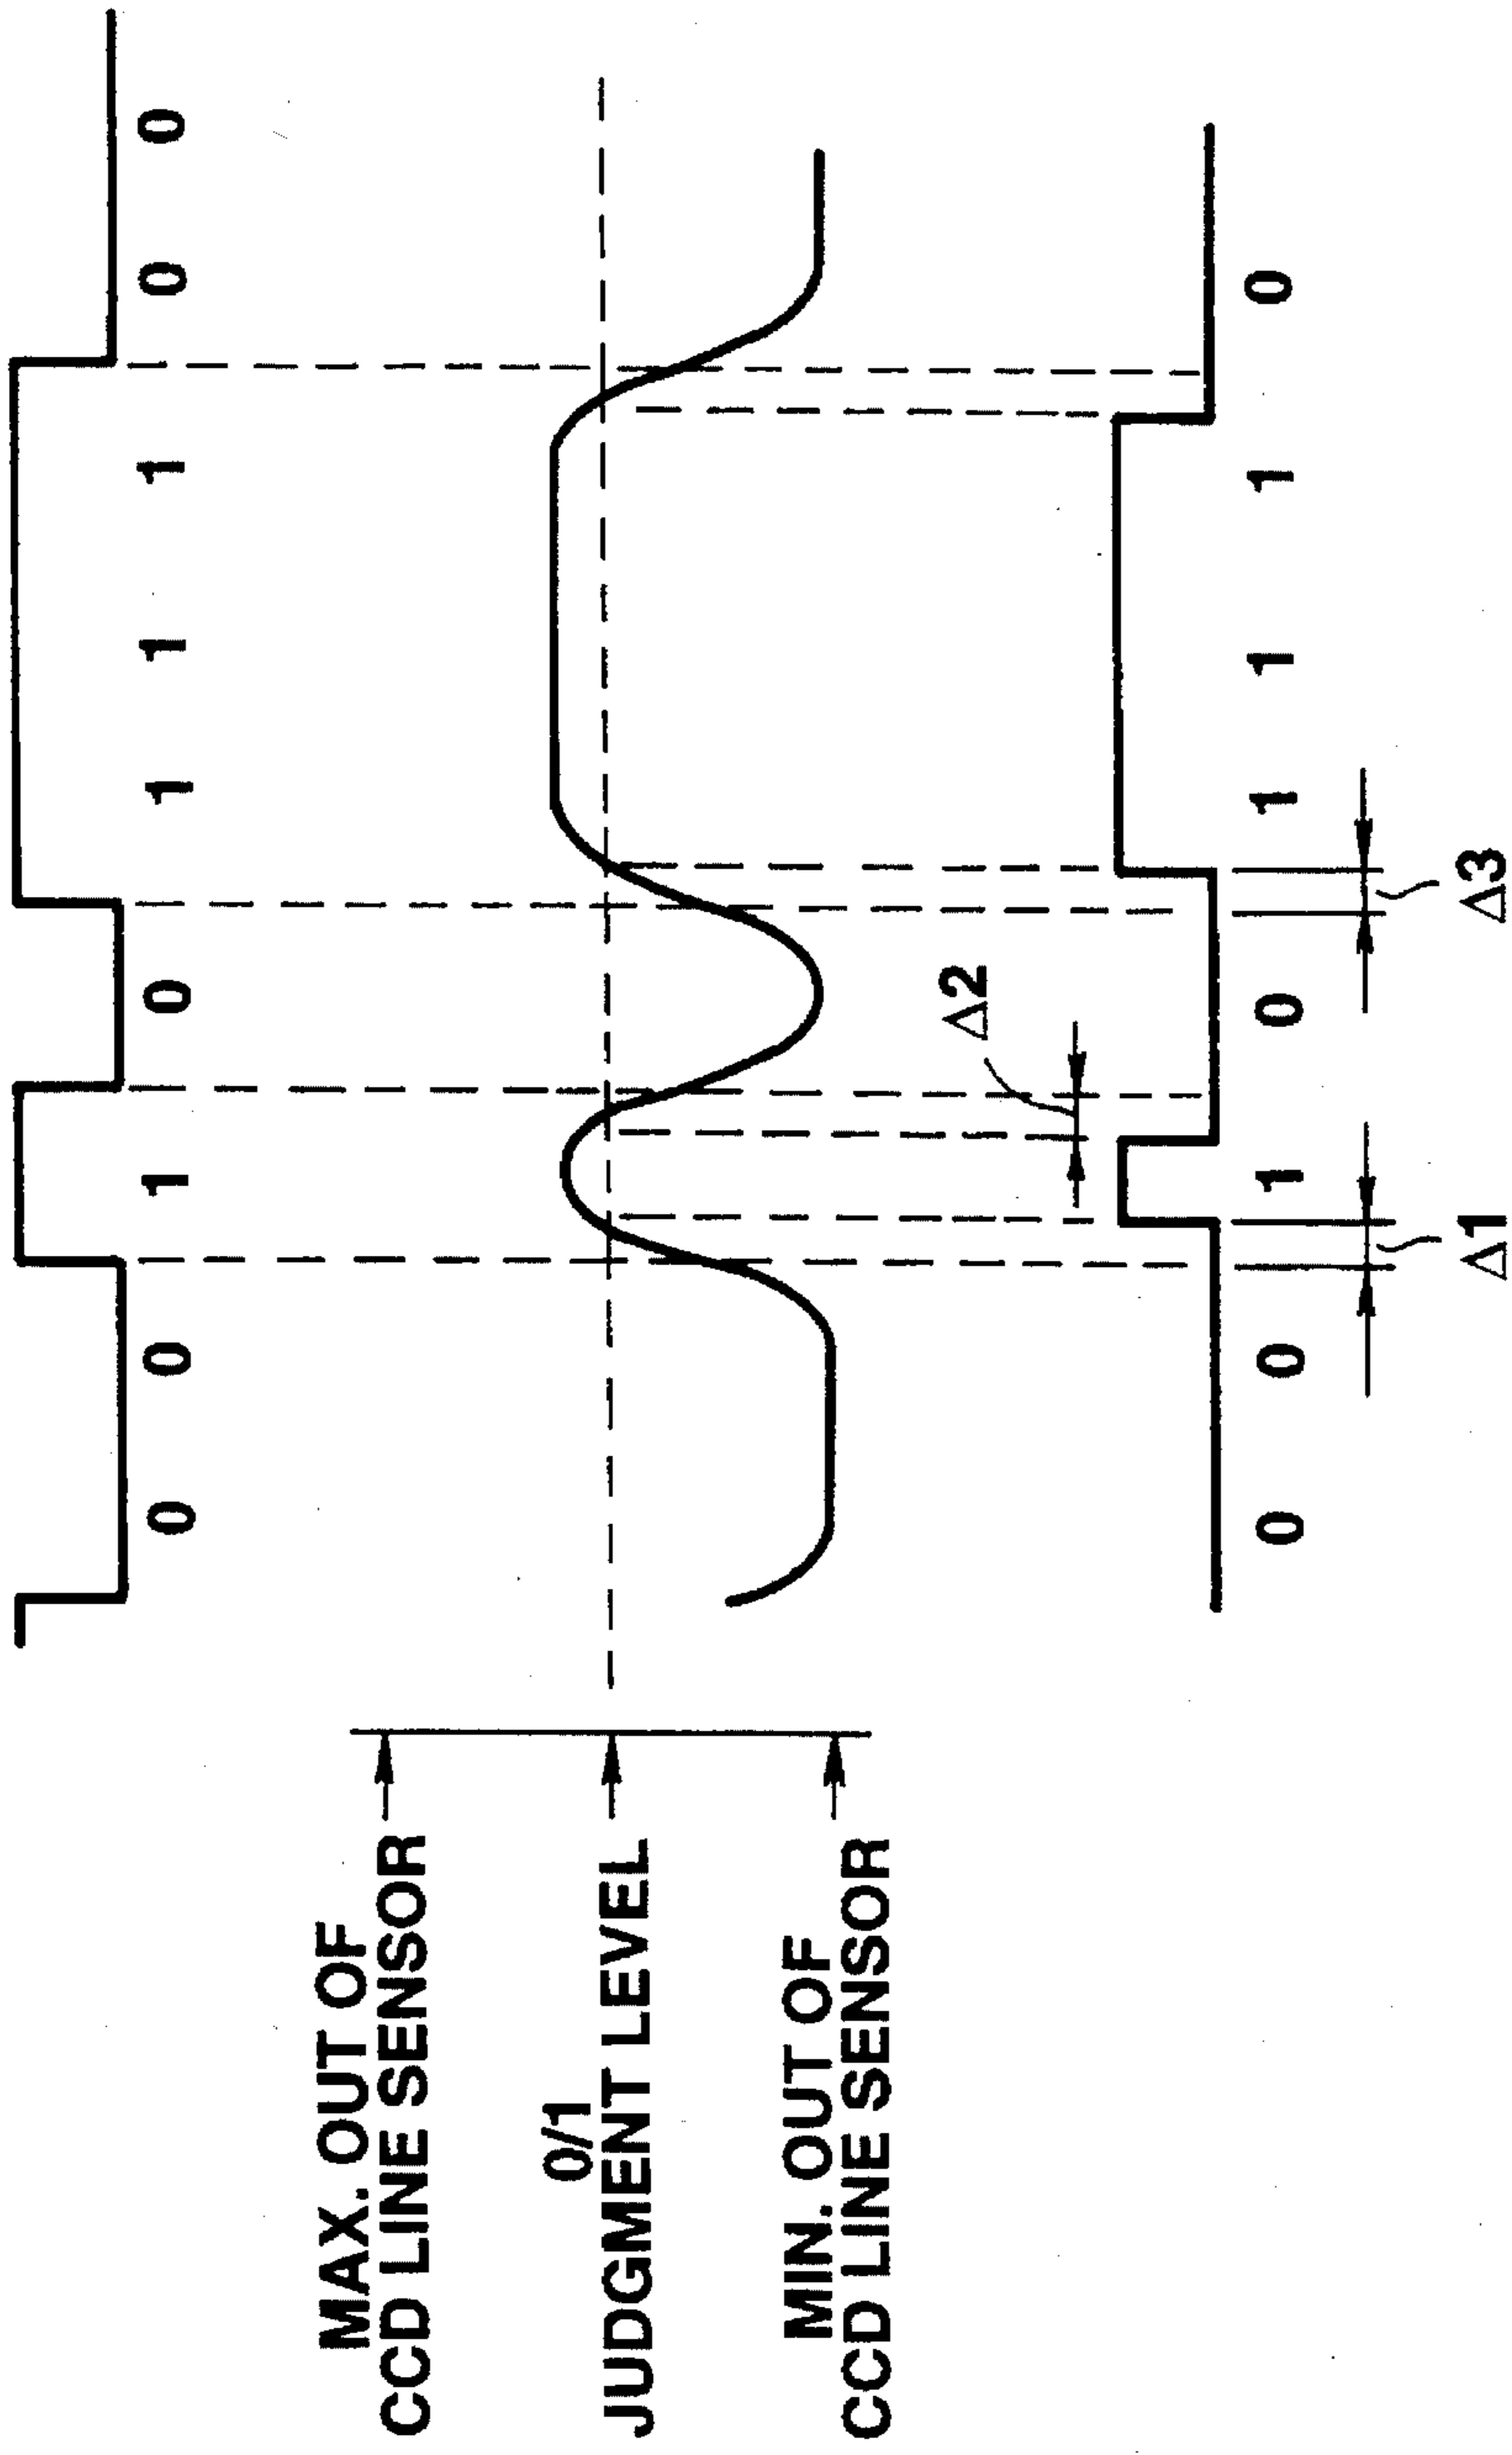 0 0 1 0 1 1 1 0 0
MAX. OUT OF
CCD LINE SENSOR
0/1
JUDGMENT LEVEL
MIN. OUT OF
CCD LINE SENSOR
Δ2
0 0 1 0 1 1 1 0
Δ1 Δ3